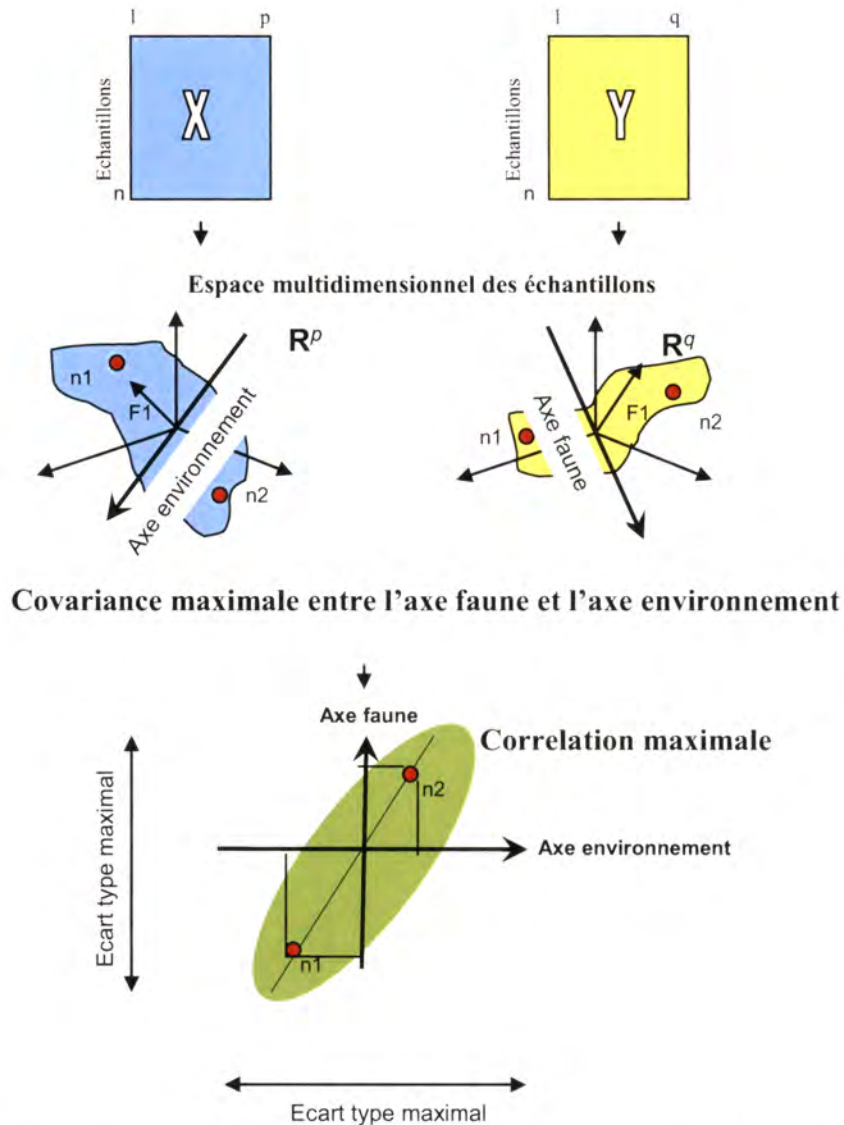 1 p
Echantillons
X
n
1 q
Echantillons
Y
n
Espace multidimensionnel des échantillons
R^p
n1
F1
Axe environnement
n2
R^q
n1
F1
Axe faune
n2
Covariance maximale entre l'axe faune et l'axe environnement
Axe faune
Correlation maximale
n2
Axe environnement
n1
Ecart type maximal
Ecart type maximal